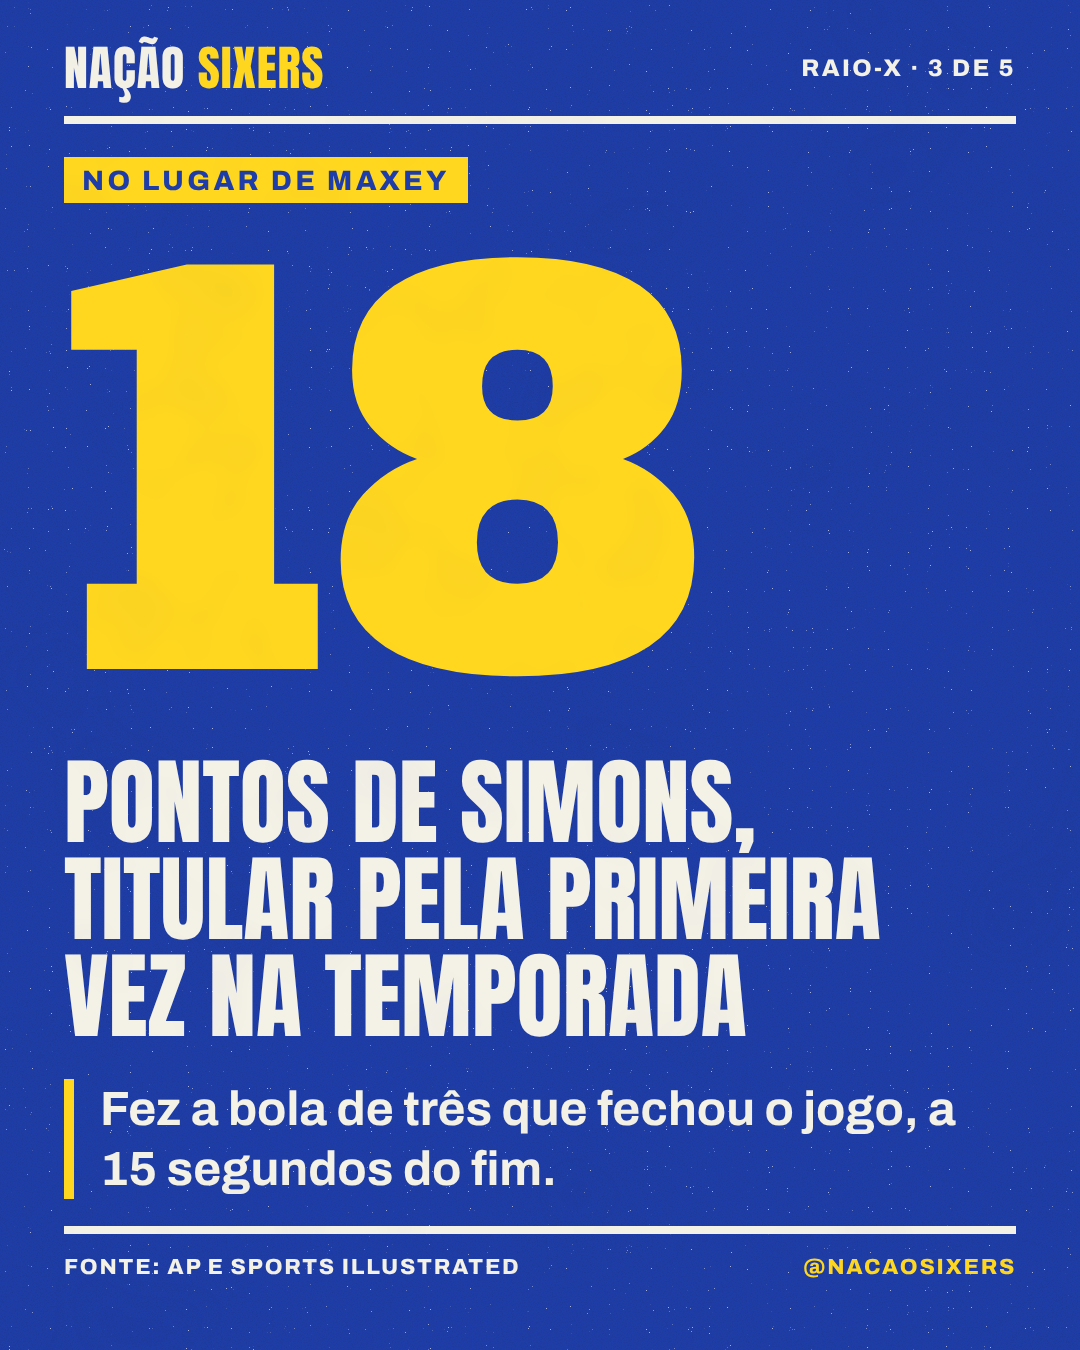 NAÇÃO SIXERS
RAIO-X · 3 DE 5
NO LUGAR DE MAXEY
18
PONTOS DE SIMONS,
TITULAR PELA PRIMEIRA
VEZ NA TEMPORADA
Fez a bola de três que fechou o jogo, a
15 segundos do fim.
FONTE: AP E SPORTS ILLUSTRATED
@NACAOSIXERS